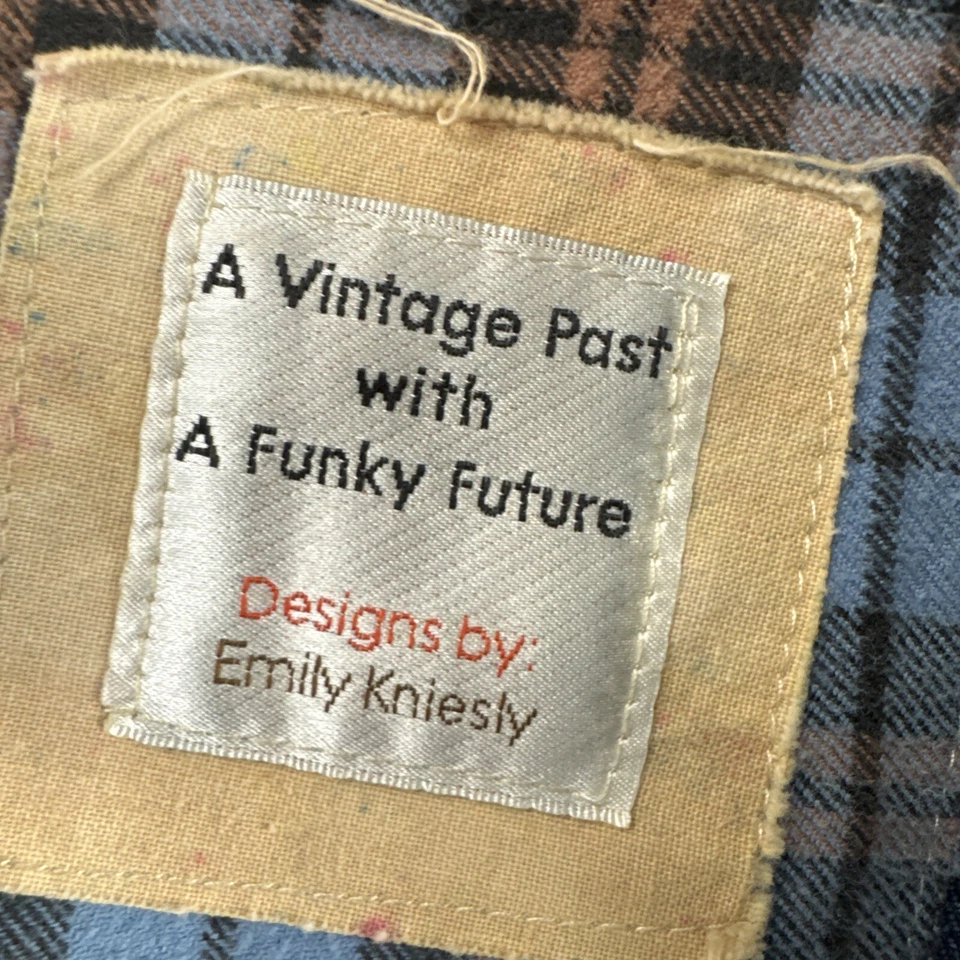 A Vintage Past
with
A Funky Future
Designs by:
Emily Kniesly